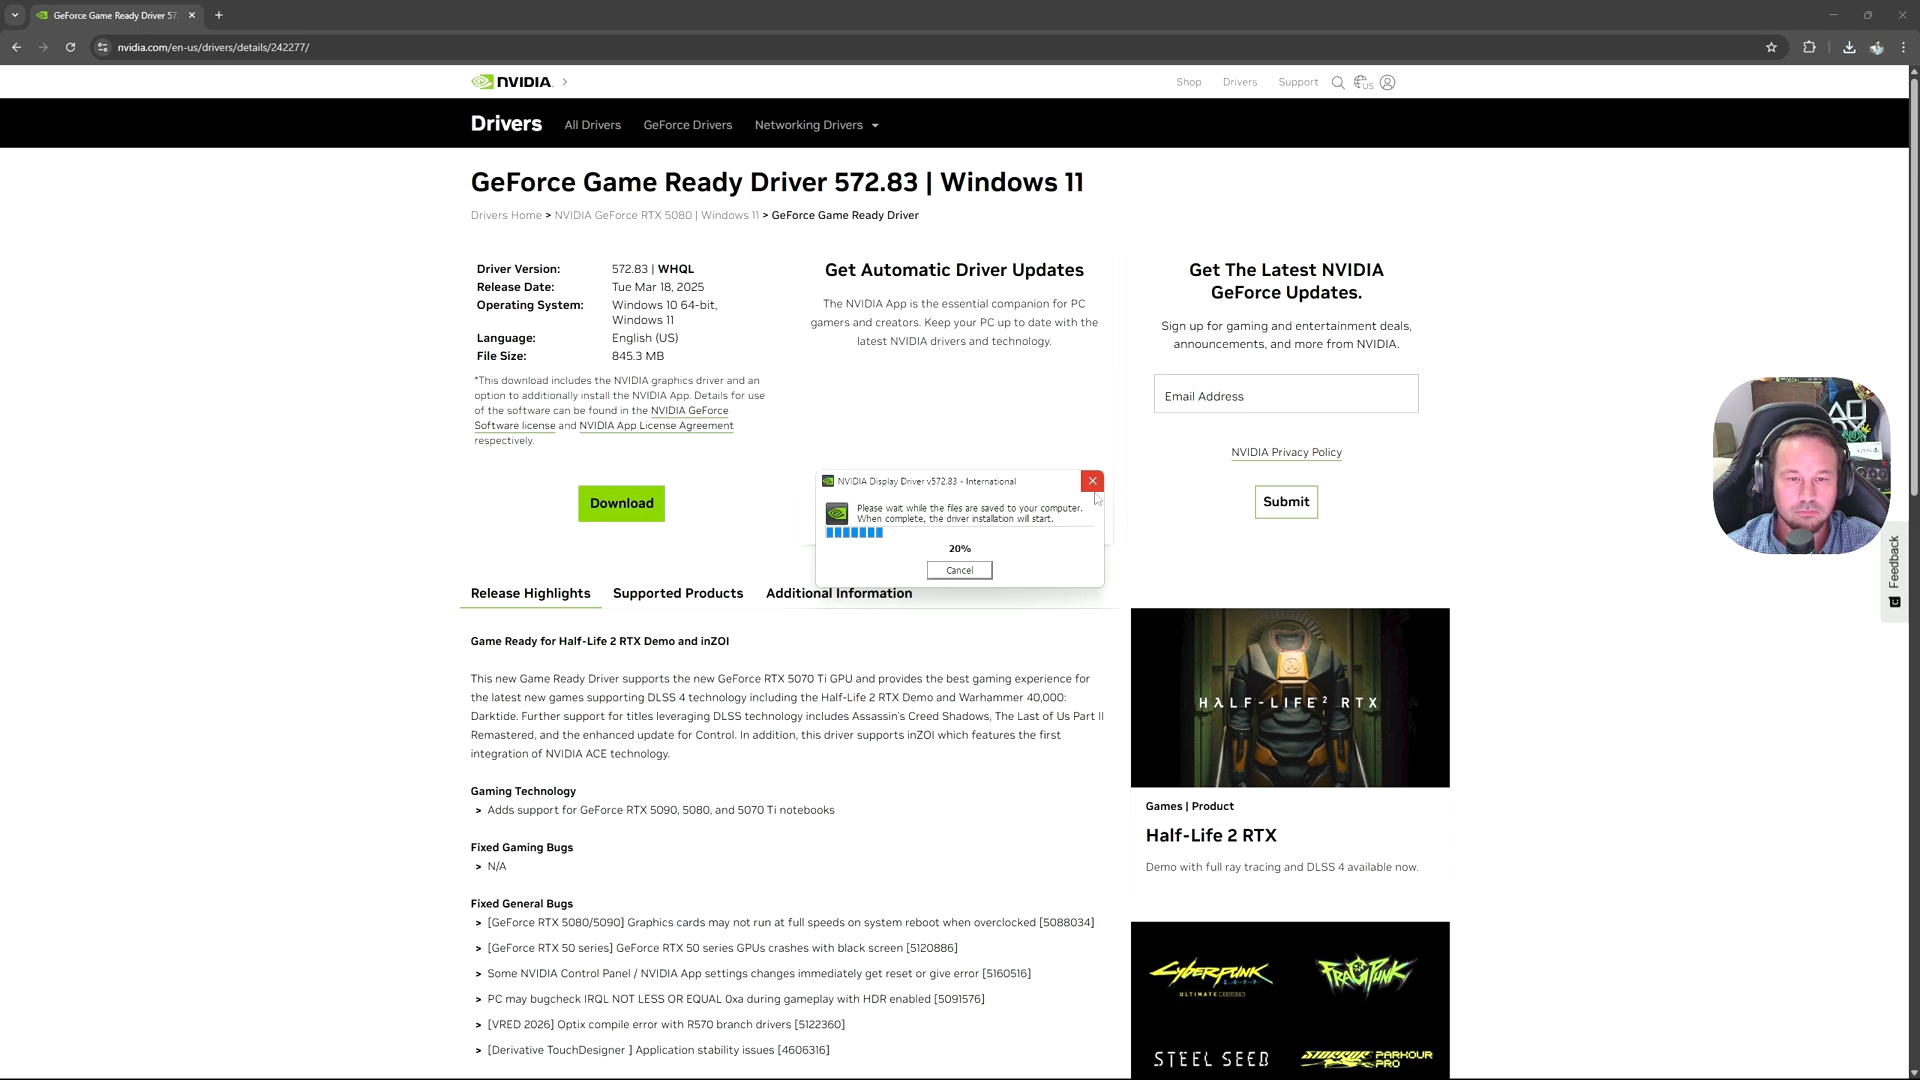 GeForce Game Ready Driver 57
nvidia.com/en-us/drivers/details/242277/
NVIDIA
Shop
Drivers
Support
US
Drivers
All Drivers
GeForce Drivers
Networking Drivers
GeForce Game Ready Driver 572.83 | Windows 11
Drivers Home > NVIDIA GeForce RTX 5080 | Windows 11 > GeForce Game Ready Driver
Driver Version: 572.83 | WHQL
Release Date: Tue Mar 18, 2025
Operating System: Windows 10 64-bit,
Windows 11
Language: English (US)
File Size: 845.3 MB
*This download includes the NVIDIA graphics driver and an
option to additionally install the NVIDIA App. Details for use
of the software can be found in the NVIDIA GeForce
Software license and NVIDIA App License Agreement
respectively.
Download
Get Automatic Driver Updates
The NVIDIA App is the essential companion for PC
gamers and creators. Keep your PC up to date with the
latest NVIDIA drivers and technology.
Get The Latest NVIDIA
GeForce Updates.
Sign up for gaming and entertainment deals,
announcements, and more from NVIDIA.
Email Address
NVIDIA Privacy Policy
Submit
NVIDIA Display Driver v572.83 - International
Please wait while the files are saved to your computer.
When complete, the driver installation will start.
20%
Cancel
Feedback
Release Highlights
Supported Products
Additional Information
Game Ready for Half-Life 2 RTX Demo and inZOI
This new Game Ready Driver supports the new GeForce RTX 5070 Ti GPU and provides the best gaming experience for
the latest new games supporting DLSS 4 technology including the Half-Life 2 RTX Demo and Warhammer 40,000:
Darktide. Further support for titles leveraging DLSS technology includes Assassin's Creed Shadows, The Last of Us Part II
Remastered, and the enhanced update for Control. In addition, this driver supports inZOI which features the first
integration of NVIDIA ACE technology.
Gaming Technology
> Adds support for GeForce RTX 5090, 5080, and 5070 Ti notebooks
Fixed Gaming Bugs
> N/A
Fixed General Bugs
> [GeForce RTX 5080/5090] Graphics cards may not run at full speeds on system reboot when overclocked [5088034]
> [GeForce RTX 50 series] GeForce RTX 50 series GPUs crashes with black screen [5120886]
> Some NVIDIA Control Panel / NVIDIA App settings changes immediately get reset or give error [5160516]
> PC may bugcheck IRQL NOT LESS OR EQUAL 0xa during gameplay with HDR enabled [5091576]
> [VRED 2026] Optix compile error with R570 branch drivers [5122360]
> [Derivative TouchDesigner ] Application stability issues [4606316]
HλLF-LIFE² RTX
Games | Product
Half-Life 2 RTX
Demo with full ray tracing and DLSS 4 available now.
CYBERPUNK
2077
ULTIMATE EDITION
FRAGPUNK
STEEL SEED
STORROR PARKOUR
PRO